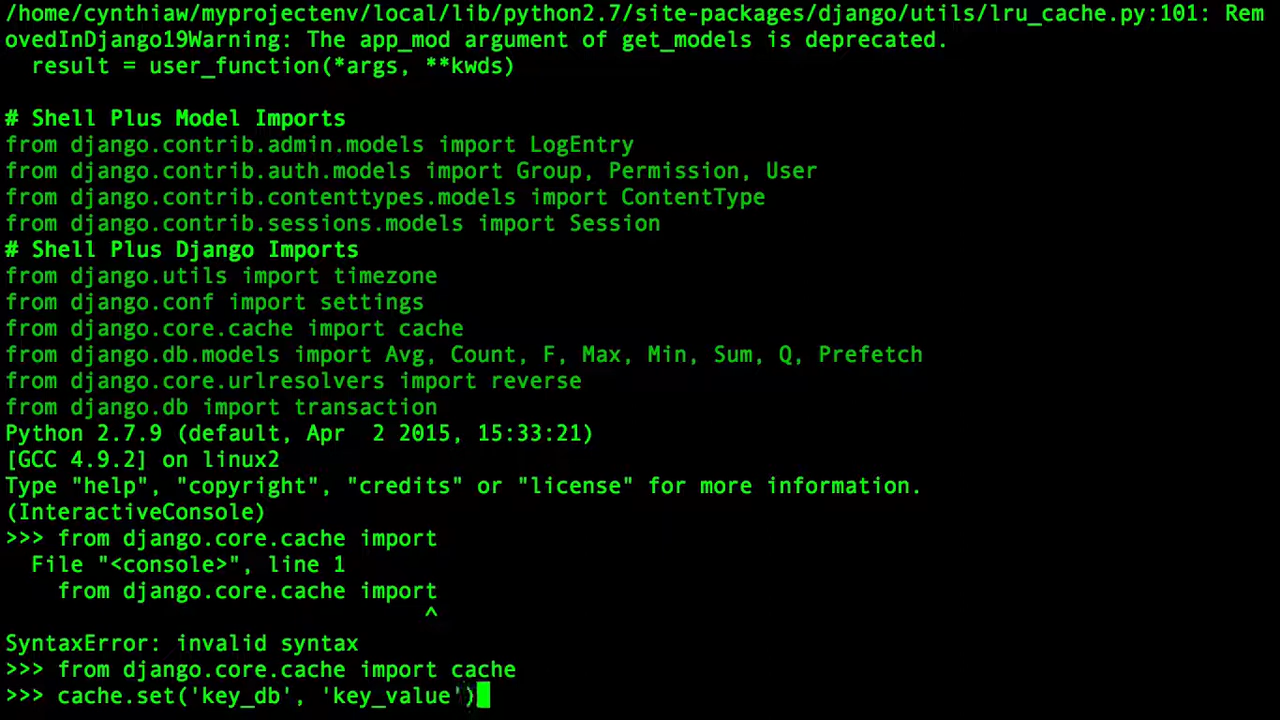 /home/cynthiaw/myprojectenv/local/lib/python2.7/site-packages/django/utils/lru_cache.py:101: Rem
ovedInDjango19Warning: The app_mod argument of get_models is deprecated.
  result = user_function(*args, **kwds)

# Shell Plus Model Imports
from django.contrib.admin.models import LogEntry
from django.contrib.auth.models import Group, Permission, User
from django.contrib.contenttypes.models import ContentType
from django.contrib.sessions.models import Session
# Shell Plus Django Imports
from django.utils import timezone
from django.conf import settings
from django.core.cache import cache
from django.db.models import Avg, Count, F, Max, Min, Sum, Q, Prefetch
from django.core.urlresolvers import reverse
from django.db import transaction
Python 2.7.9 (default, Apr  2 2015, 15:33:21)
[GCC 4.9.2] on linux2
Type "help", "copyright", "credits" or "license" for more information.
(InteractiveConsole)
>>> from django.core.cache import
  File "<console>", line 1
    from django.core.cache import
                                ^
SyntaxError: invalid syntax
>>> from django.core.cache import cache
>>> cache.set('key_db', 'key_value')